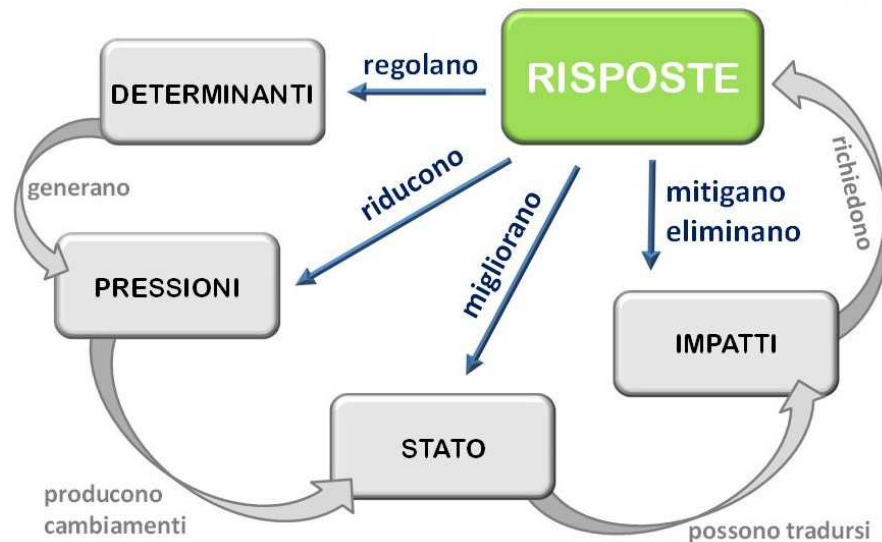 RISPOSTE
regolano
DETERMINANTI
generano
riducono
migliorano
mitigano
eliminano
richiedono
PRESSIONI
IMPATTI
STATO
producono
cambiamenti
possono tradursi